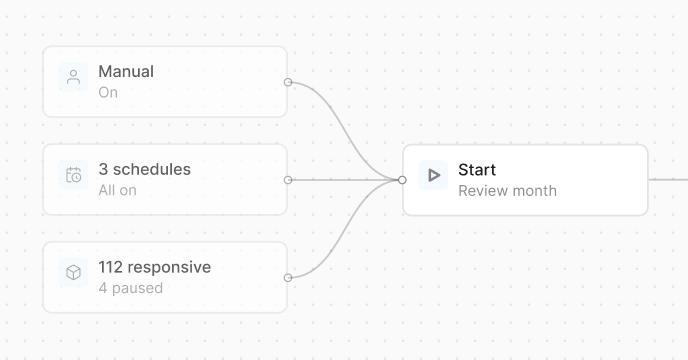 Manual
On
3 schedules
All on
112 responsive
4 paused
Start
Review month